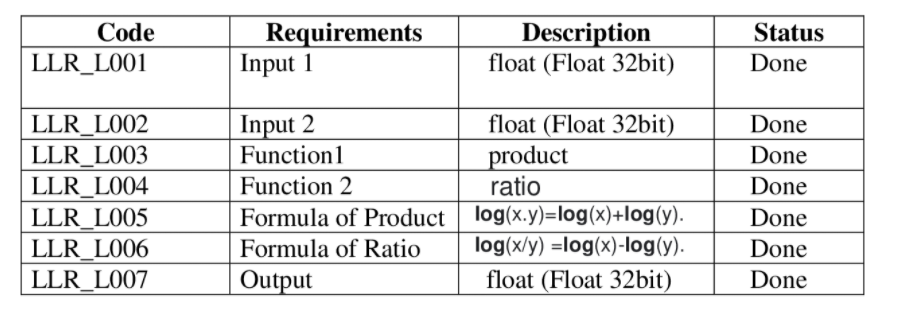 Code Requirements Description Status
LLR_L001 Input 1 float (Float 32bit) Done
LLR_L002 Input 2 float (Float 32bit) Done
LLR_L003 Function1 product Done
LLR_L004 Function 2 ratio Done
LLR_L005 Formula of Product log(x.y)=log(x)+log(y). Done
LLR_L006 Formula of Ratio log(x/y) =log(x)-log(y). Done
LLR_L007 Output float (Float 32bit) Done